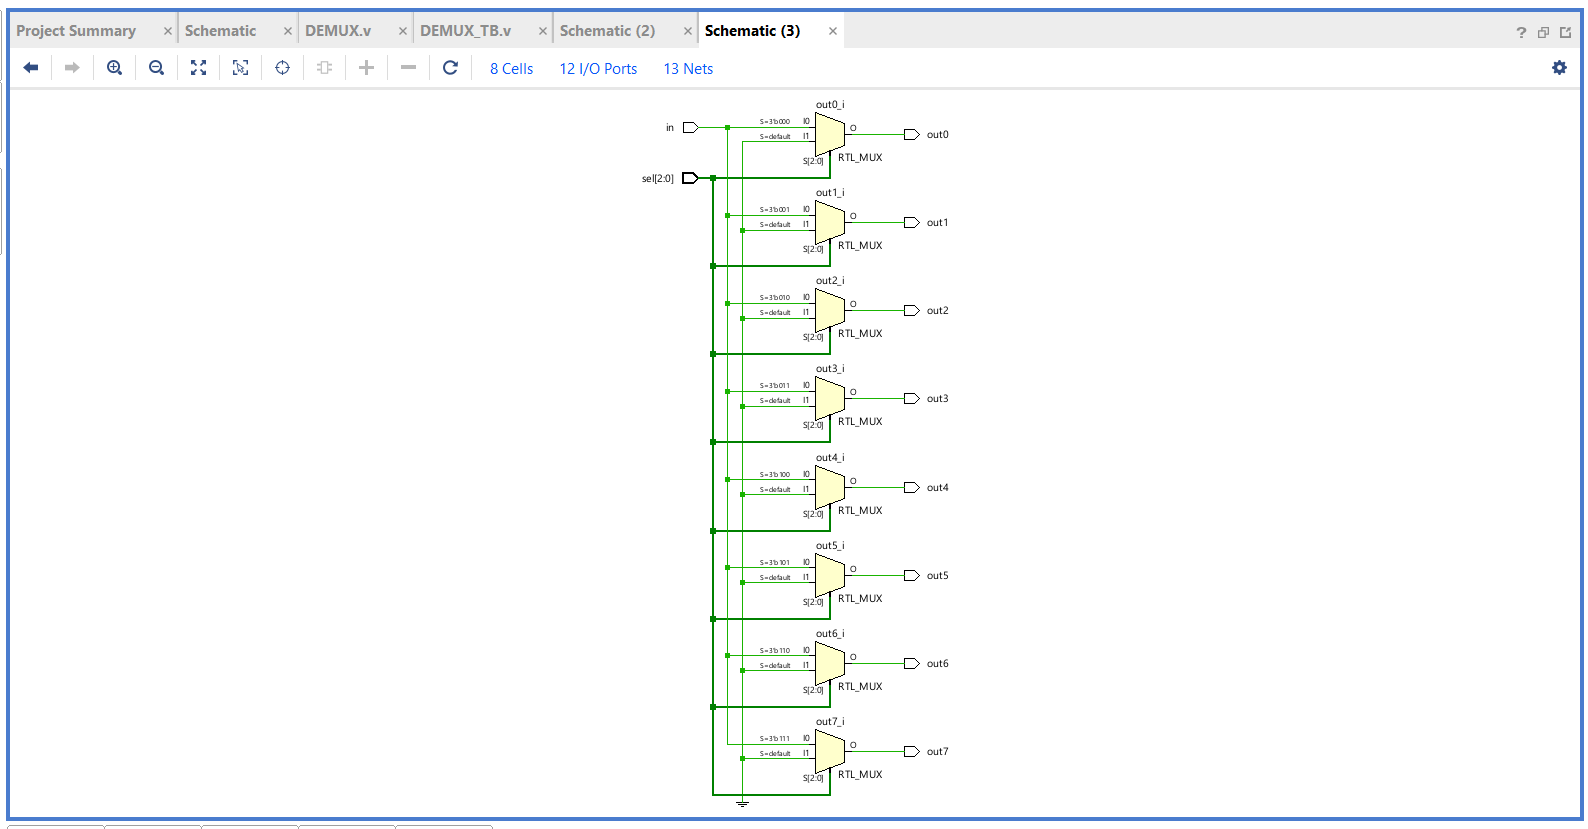 Project Summary × Schematic × DEMUX.v × DEMUX_TB.v × Schematic (2) × Schematic (3) × ?
8 Cells 12 I/O Ports 13 Nets
out0_i
in S=3'b000 I0 O out0
S=default I1
S[2:0] RTL_MUX
sel[2:0]
out1_i
S=3'b001 I0 O out1
S=default I1
S[2:0] RTL_MUX
out2_i
S=3'b010 I0 O out2
S=default I1
S[2:0] RTL_MUX
out3_i
S=3'b011 I0 O out3
S=default I1
S[2:0] RTL_MUX
out4_i
S=3'b100 I0 O out4
S=default I1
S[2:0] RTL_MUX
out5_i
S=3'b101 I0 O out5
S=default I1
S[2:0] RTL_MUX
out6_i
S=3'b110 I0 O out6
S=default I1
S[2:0] RTL_MUX
out7_i
S=3'b111 I0 O out7
S=default I1
S[2:0] RTL_MUX